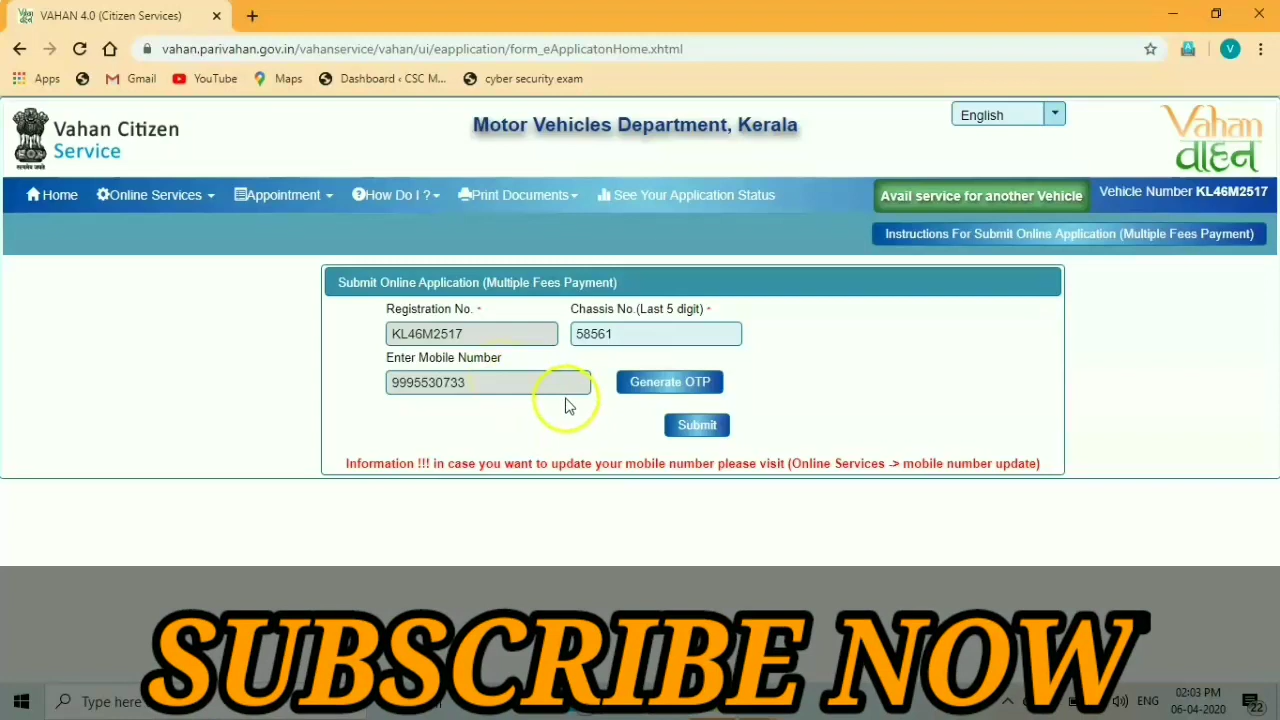 VAHAN 4.0 (Citizen Services)
vahan.parivahan.gov.in/vahanservice/vahan/ui/eapplication/form_eApplicatonHome.xhtml
V
Apps Gmail YouTube Maps Dashboard ‹ CSC M... cyber security exam
Vahan Citizen
Service
Motor Vehicles Department, Kerala
English
Vahan
वाहन
Home Online Services Appointment How Do I ? Print Documents See Your Application Status Avail service for another Vehicle Vehicle Number KL46M2517
Instructions For Submit Online Application (Multiple Fees Payment)
Submit Online Application (Multiple Fees Payment)
Registration No. * Chassis No.(Last 5 digit) *
KL46M2517 58561
Enter Mobile Number
9995530733 Generate OTP
Submit
Information !!! in case you want to update your mobile number please visit (Online Services -> mobile number update)
SUBSCRIBE NOW
Type here
ENG
02:03 PM
06-04-2020
22